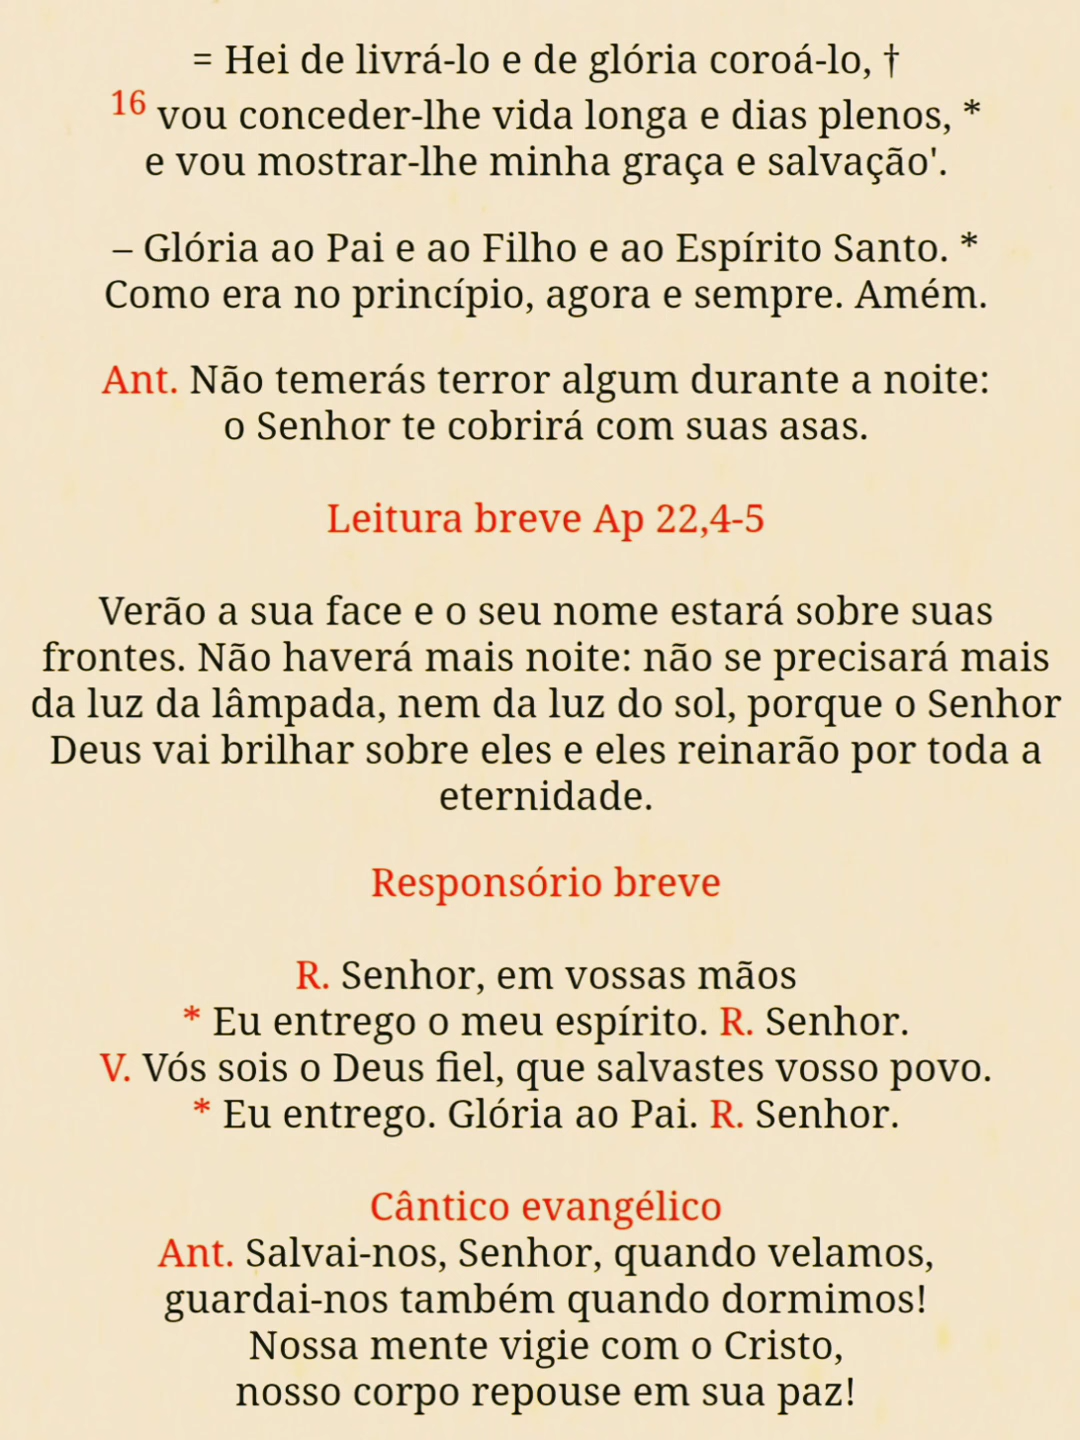 = Hei de livrá-lo e de glória coroá-lo, †
16 vou conceder-lhe vida longa e dias plenos, *
e vou mostrar-lhe minha graça e salvação'.
– Glória ao Pai e ao Filho e ao Espírito Santo. *
Como era no princípio, agora e sempre. Amém.
Ant. Não temerás terror algum durante a noite:
o Senhor te cobrirá com suas asas.
Leitura breve Ap 22,4-5
Verão a sua face e o seu nome estará sobre suas
frontes. Não haverá mais noite: não se precisará mais
da luz da lâmpada, nem da luz do sol, porque o Senhor
Deus vai brilhar sobre eles e eles reinarão por toda a
eternidade.
Responsório breve
R. Senhor, em vossas mãos
* Eu entrego o meu espírito. R. Senhor.
V. Vós sois o Deus fiel, que salvastes vosso povo.
* Eu entrego. Glória ao Pai. R. Senhor.
Cântico evangélico
Ant. Salvai-nos, Senhor, quando velamos,
guardai-nos também quando dormimos!
Nossa mente vigie com o Cristo,
nosso corpo repouse em sua paz!